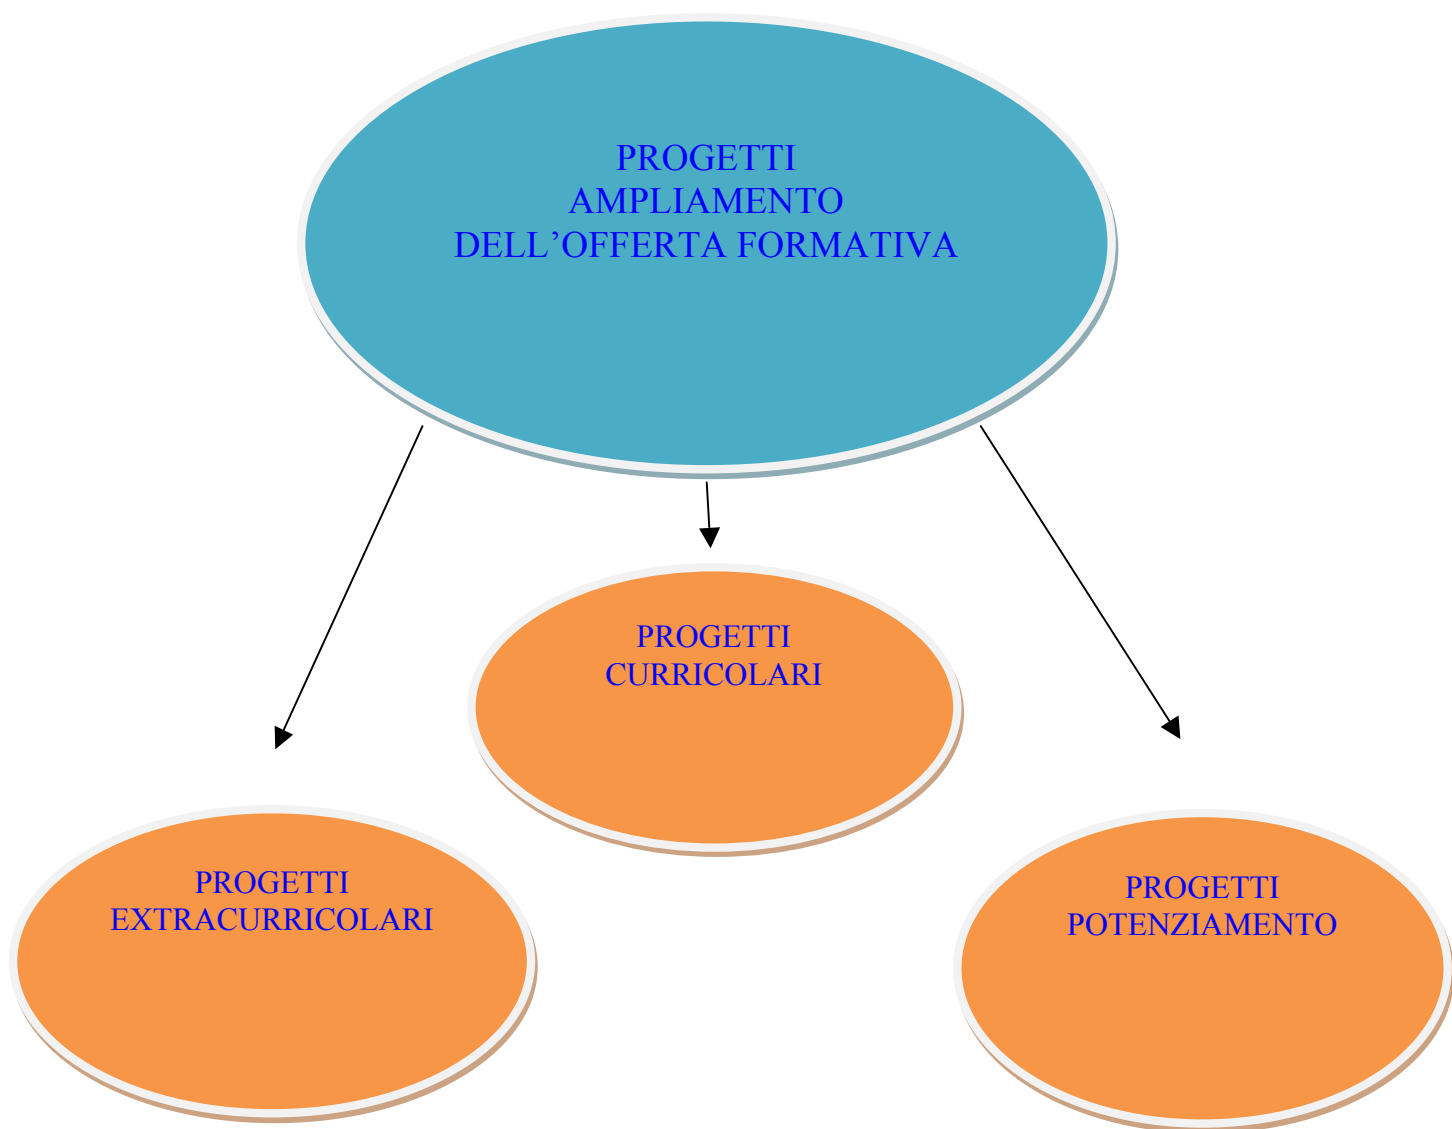 PROGETTI
AMPLIAMENTO
DELL’OFFERTA FORMATIVA
PROGETTI
CURRICOLARI
PROGETTI
EXTRACURRICOLARI
PROGETTI
POTENZIAMENTO